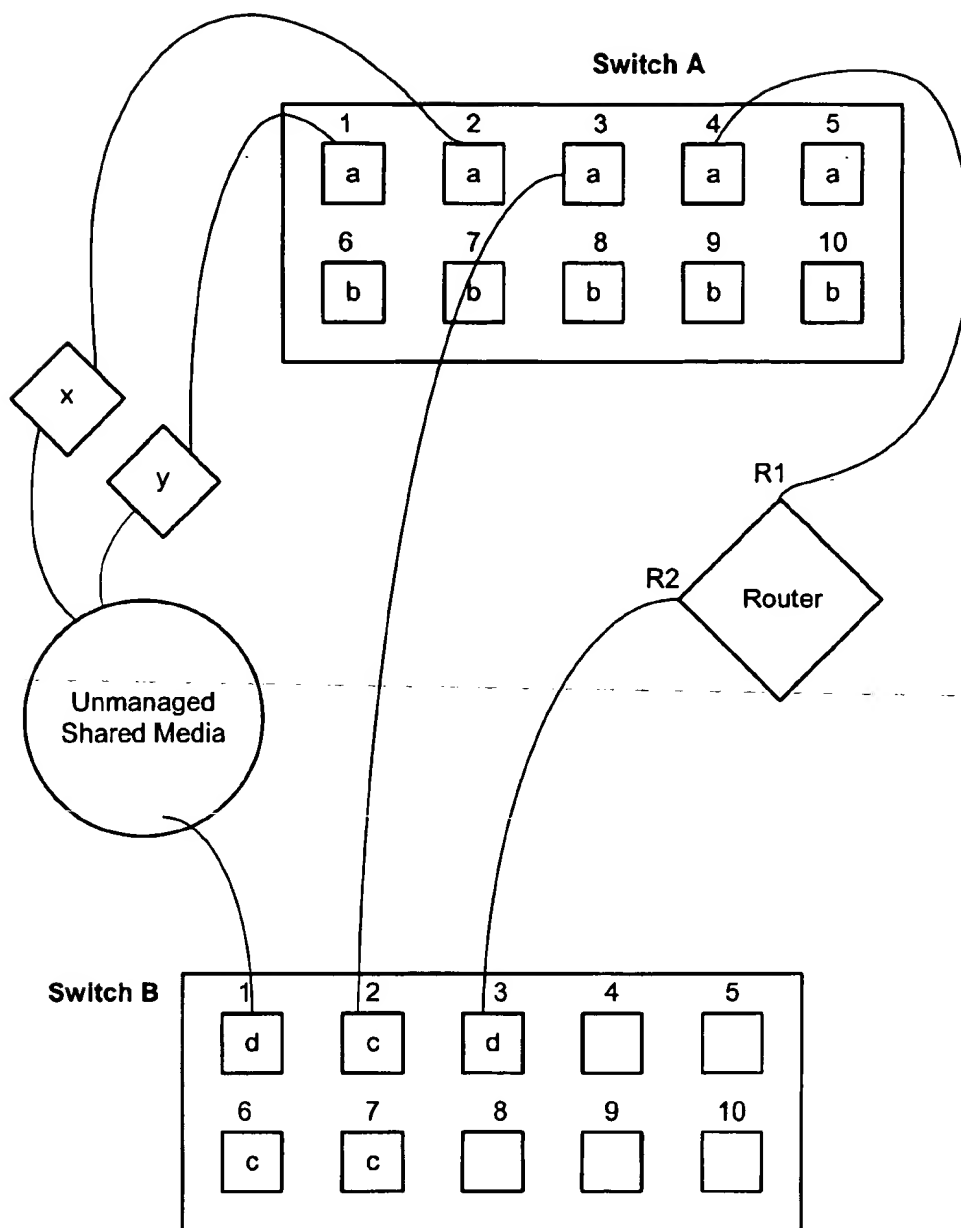 Switch A
1 2 3 4 5
a a a a a
6 7 8 9 10
b b b b b
x
y
R1
R2
Router
Unmanaged
Shared Media
Switch B
1 2 3 4 5
d c d
6 7 8 9 10
c c